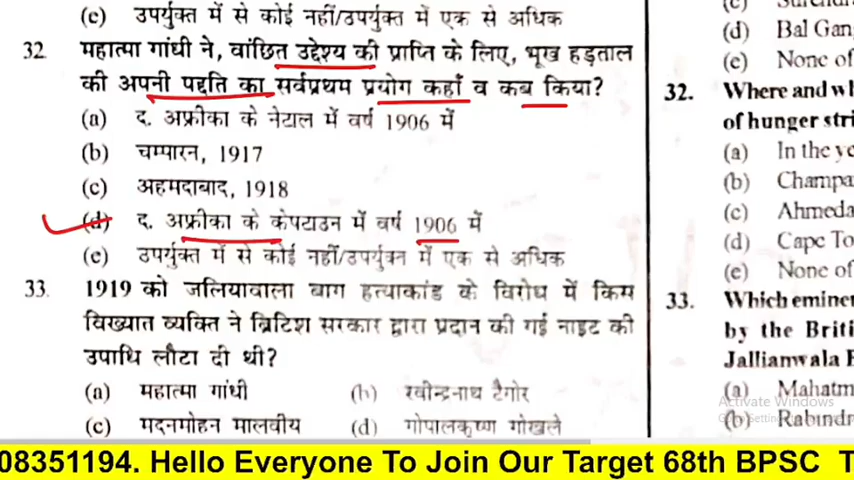 (c) उपर्युक्त में से कोई नहीं/उपर्युक्त में एक से अधिक
32 महात्मा गांधी ने, वांछित उद्देश्य की प्राप्ति के लिए, भूख हड़ताल
की अपनी पद्दति का सर्वप्रथम प्रयोग कहाँ व कब किया?
(a) द. अफ्रीका के नेटाल में वर्ष 1906 में
(b) चम्पारन, 1917
(c) अहमदाबाद, 1918
(d) द. अफ्रीका के केपटाउन में वर्ष 1906 में
(e) उपर्युक्त में से कोई नहीं/उपर्युक्त में एक से अधिक
33. 1919 को जलियावाला बाग हत्याकांड के विरोध में किम
विख्यात व्यक्ति ने ब्रिटिश सरकार द्वारा प्रदान की गई नाइट की
उपाधि लौटा दी थी?
(a) महात्मा गांधी (b) रवीन्द्रनाथ टैगोर
(c) मदनमोहन मालवीय (d) गोपालकृष्ण गोखले
(d) Bal Gan
(e) None of
32. Where and wh
of hunger stri
(a) In the ye
(b) Champa
(c) Ahmeda
(d) Cape To
(e) None of
33. Which eminer
by the Briti
Jallianwala B
(a) Mahatm
(b) Rabindr
Activate Windows
08351194. Hello Everyone To Join Our Target 68th BPSC T